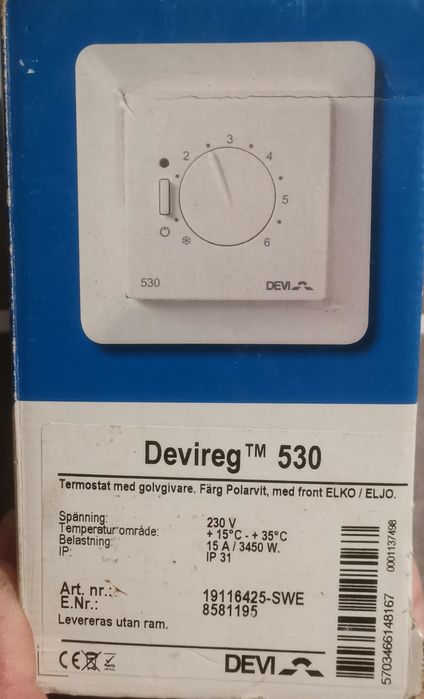 3
2
4
5
6
530
DEVI
Devireg™ 530
Termostat med golvgivare. Färg Polarvit, med front ELKO / ELJO.
Spänning: 230 V
Temperaturområde: + 15°C - + 35°C
Belastning: 15 A / 3450 W.
IP: IP 31
Art. nr.: 19116425-SWE
E.Nr.: 8581195
Levereras utan ram.
CE
DEVI
5703466148167
0001137498